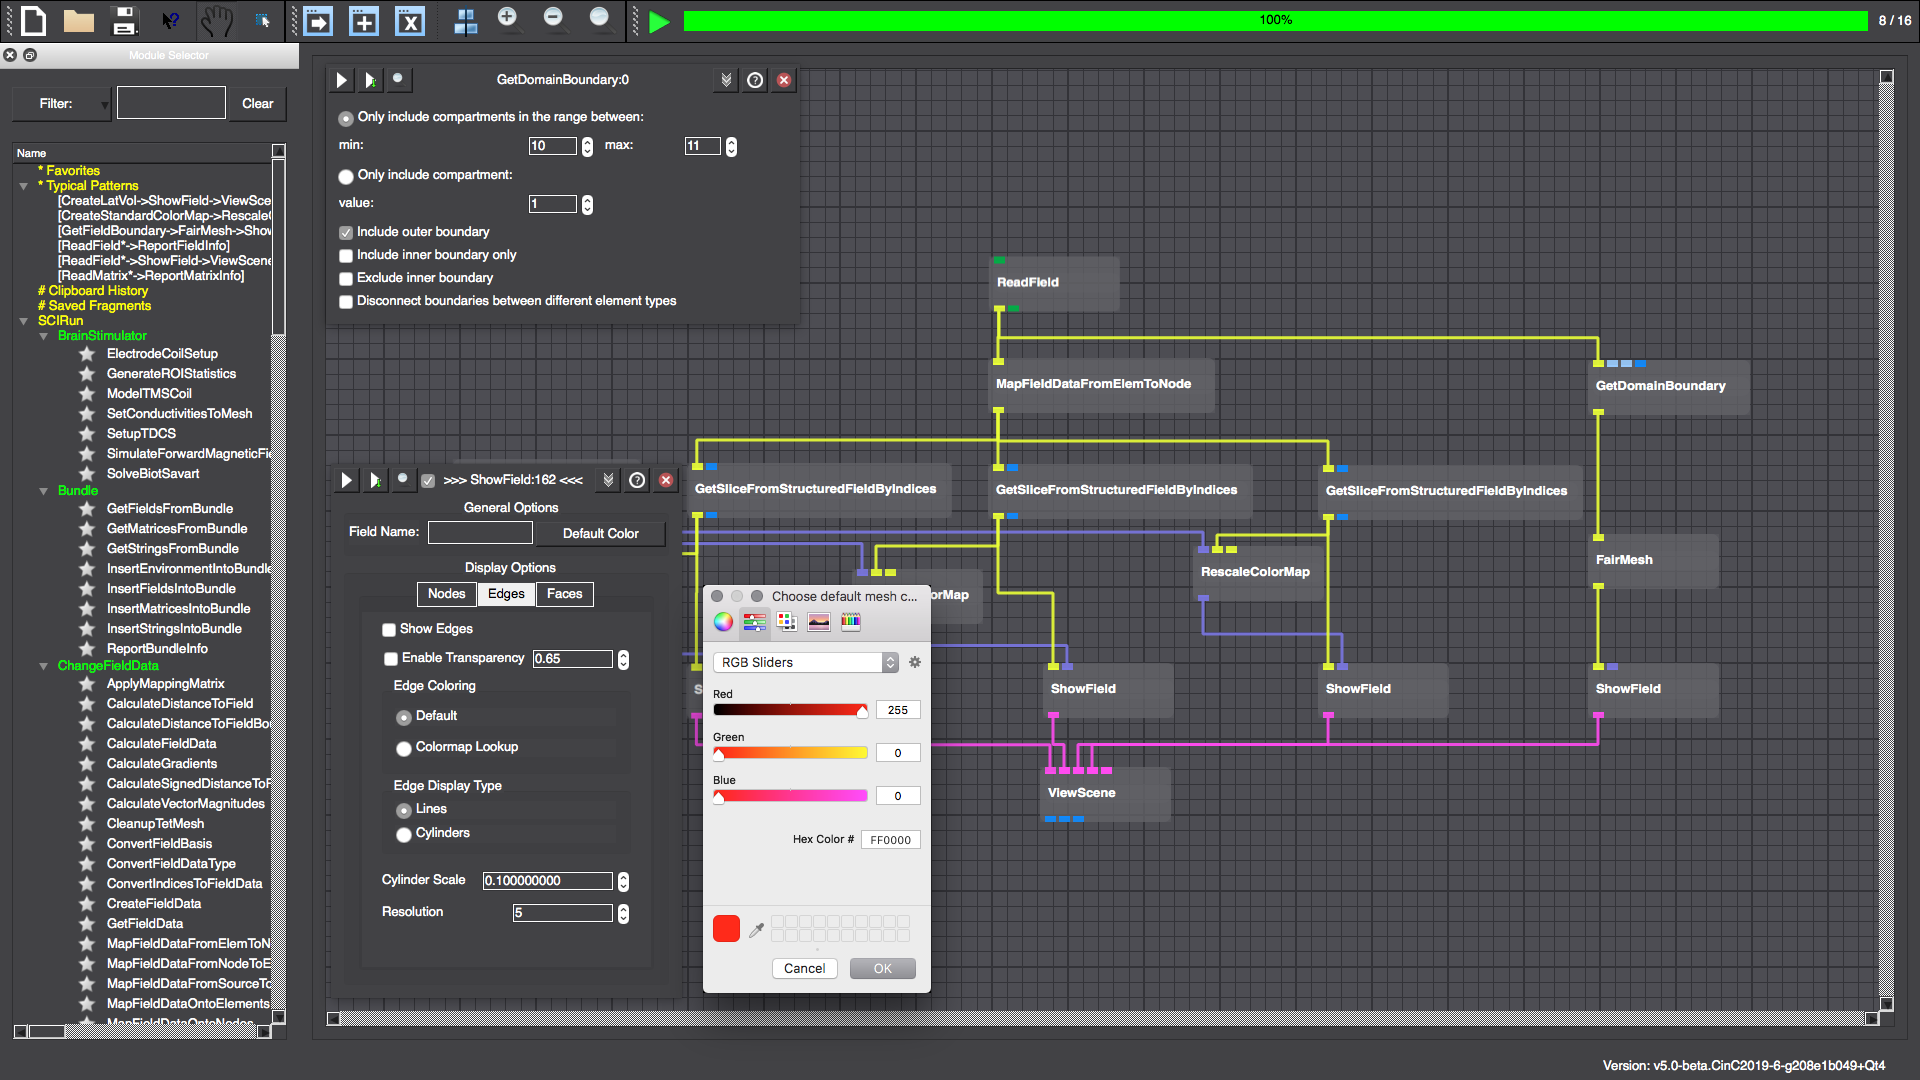 100%
8 / 16
Module Selector
Filter:
Clear
Name
* Favorites
* Typical Patterns
[CreateLatVol->ShowField->ViewSce
[CreateStandardColorMap->Rescale
[GetFieldBoundary->FairMesh->Sho
[ReadField*->ReportFieldInfo]
[ReadField*->ShowField->ViewScene
[ReadMatrix*->ReportMatrixInfo]
# Clipboard History
# Saved Fragments
SCIRun
BrainStimulator
ElectrodeCoilSetup
GenerateROIStatistics
ModelTMSCoil
SetConductivitiesToMesh
SetupTDCS
SimulateForwardMagneticFie
SolveBiotSavart
Bundle
GetFieldsFromBundle
GetMatricesFromBundle
GetStringsFromBundle
InsertEnvironmentIntoBundle
InsertFieldsIntoBundle
InsertMatricesIntoBundle
InsertStringsIntoBundle
ReportBundleInfo
ChangeFieldData
ApplyMappingMatrix
CalculateDistanceToField
CalculateDistanceToFieldBo
CalculateFieldData
CalculateGradients
CalculateSignedDistanceToF
CalculateVectorMagnitudes
CleanupTetMesh
ConvertFieldBasis
ConvertFieldDataType
ConvertIndicesToFieldData
CreateFieldData
GetFieldData
MapFieldDataFromElemToN
MapFieldDataFromNodeToE
MapFieldDataFromSourceTo
MapFieldDataOntoElements
MapFieldDataOntoNodes
GetDomainBoundary:0
Only include compartments in the range between:
min:
10
max:
11
Only include compartment:
value:
1
Include outer boundary
Include inner boundary only
Exclude inner boundary
Disconnect boundaries between different element types
>>> ShowField:162 <<<
General Options
Field Name:
Default Color
Display Options
Nodes
Edges
Faces
Show Edges
Enable Transparency
0.65
Edge Coloring
Default
Colormap Lookup
Edge Display Type
Lines
Cylinders
Cylinder Scale
0.100000000
Resolution
5
ReadField
MapFieldDataFromElemToNode
GetDomainBoundary
GetSliceFromStructuredFieldByIndices
GetSliceFromStructuredFieldByIndices
GetSliceFromStructuredFieldByIndices
FairMesh
RescaleColorMap
orMap
S
ShowField
ShowField
ShowField
ViewScene
Choose default mesh c...
RGB Sliders
Red
255
Green
0
Blue
0
Hex Color #
FF0000
Cancel
OK
Version: v5.0-beta.CinC2019-6-g208e1b049+Qt4